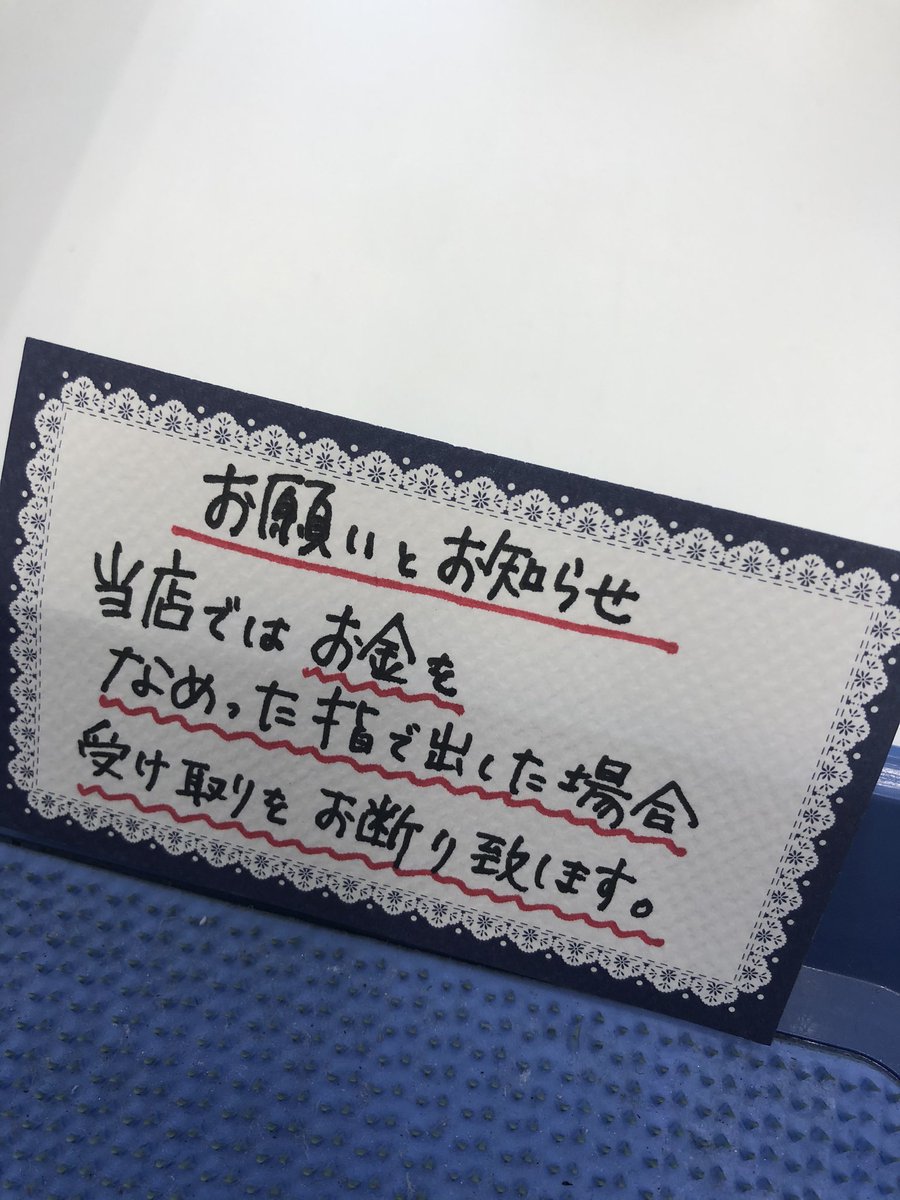 お願いとお知らせ
当店ではお金を
なめった指で出した場合
受け取りをお断り致します。